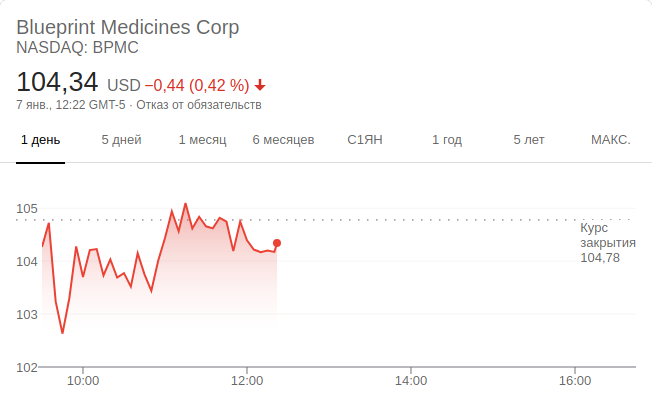 Blueprint Medicines Corp
NASDAQ: BPMC
104,34 USD −0,44 (0,42 %)
7 янв., 12:22 GMT-5 · Отказ от обязательств
1 день 5 дней 1 месяц 6 месяцев С1ЯН 1 год 5 лет МАКС.
105
Курс
закрытия
104,78
104
103
102
10:00 12:00 14:00 16:00